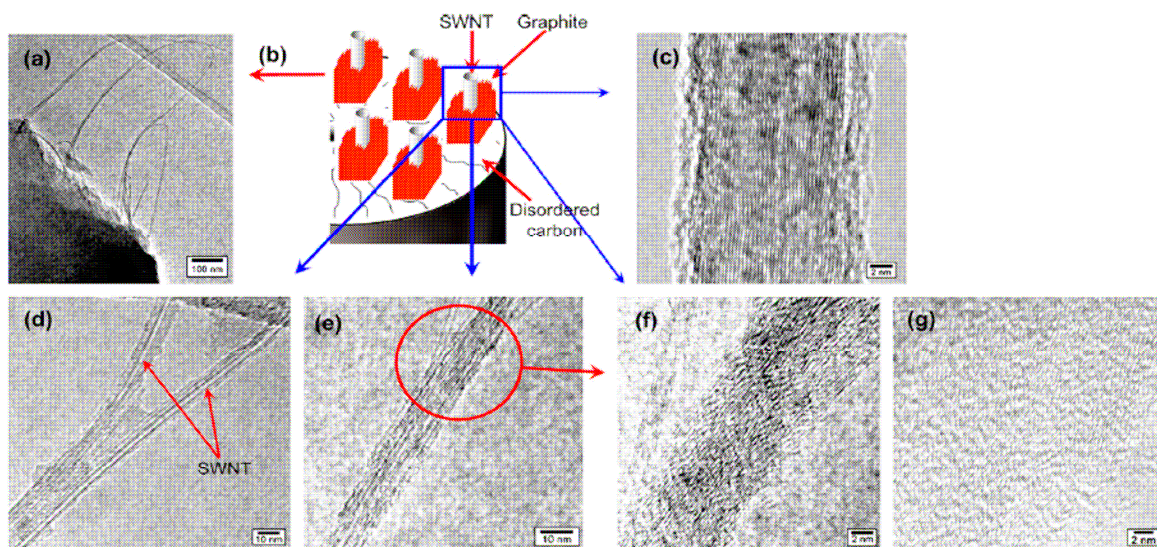 SWNT Graphite
(a)
(b)
(c)
Disordered
carbon
100 nm
2 nm
(d)
(e)
(f)
(g)
SWNT
10 nm
10 nm
2 nm
2 nm